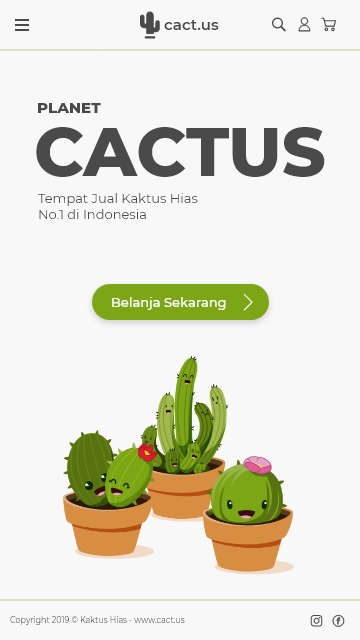 cact.us
PLANET
CACTUS
Tempat Jual Kaktus Hias
No.1 di Indonesia
Belanja Sekarang
Copyright 2019 © Kaktus Hias - www.cact.us